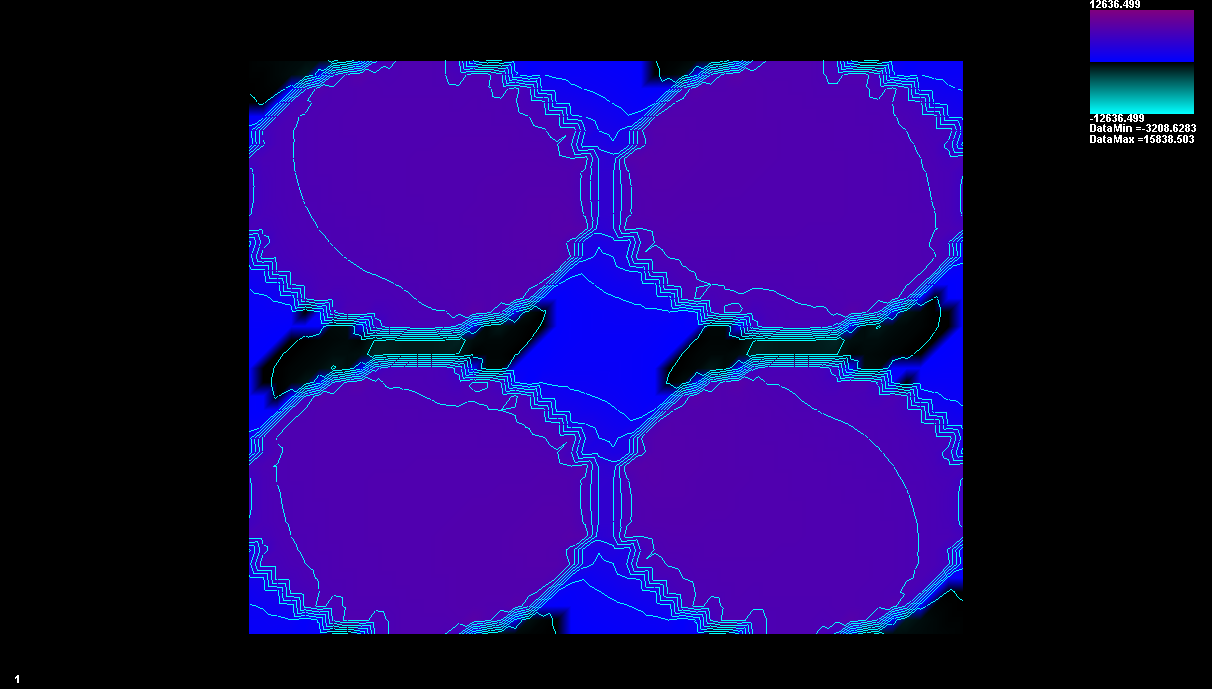 12636.499
-12636.499
DataMin =-3208.6283
DataMax =15838.503
1